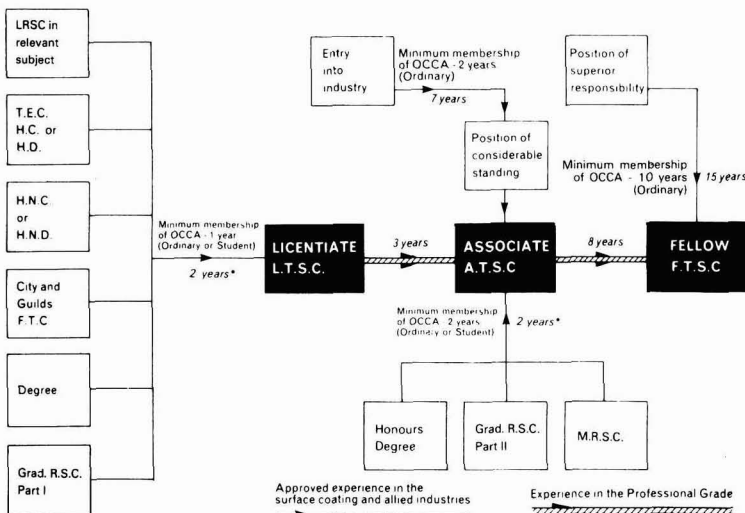 LRSC in
relevant
subject
T.E.C.
H.C. or
H.D.
H.N.C.
or
H.N.D.
City and
Guilds
F.T.C
Degree
Grad. R.S.C.
Part I
Minimum membership
of OCCA - 1 year
(Ordinary or Student)
2 years*
LICENTIATE
L.T.S.C.
3 years
Entry
into
industry
Minimum membership
of OCCA - 2 years
(Ordinary)
7 years
Position of
considerable
standing
ASSOCIATE
A.T.S.C
8 years
Position of
superior
responsibility
Minimum membership
of OCCA - 10 years
(Ordinary)
15 years
FELLOW
F.T.S.C
Minimum membership
of OCCA 2 years
(Ordinary or Student)
2 years*
Honours
Degree
Grad. R.S.C.
Part II
M.R.S.C.
Approved experience in the
surface coating and allied industries
Experience in the Professional Grade